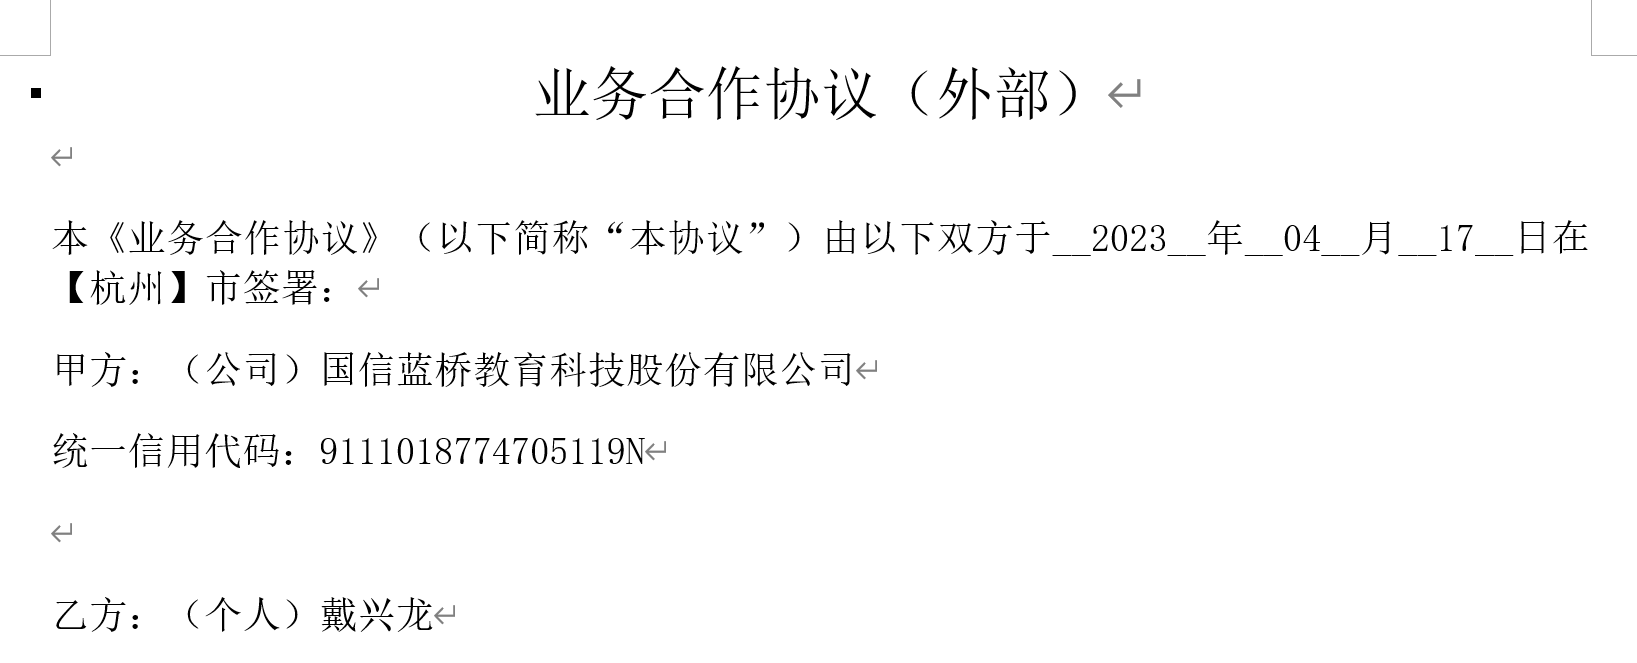 业务合作协议（外部）
本《业务合作协议》（以下简称“本协议”）由以下双方于__2023__年__04__月__17__日在
【杭州】市签署：
甲方：（公司）国信蓝桥教育科技股份有限公司
统一信用代码：9111018774705119N
乙方：（个人）戴兴龙